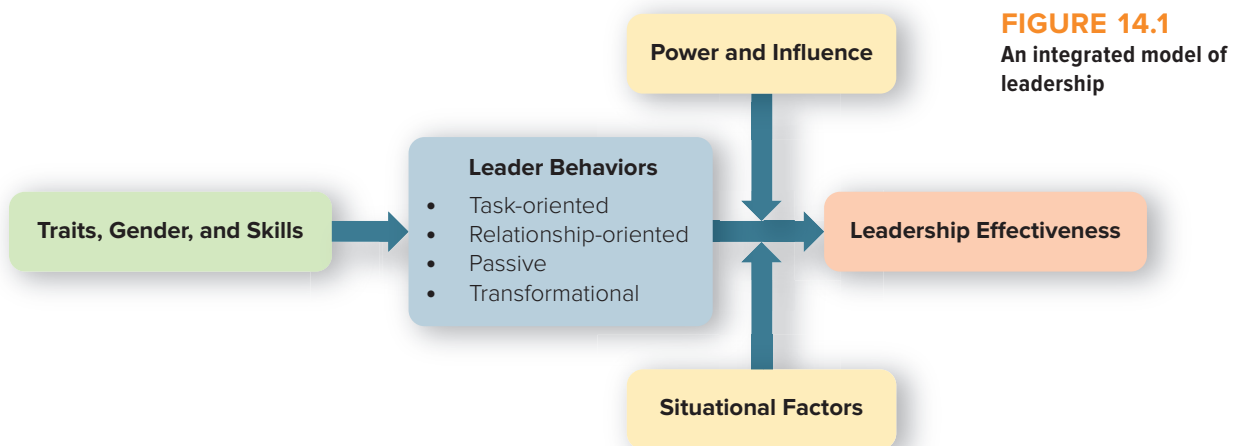 FIGURE 14.1
An integrated model of
leadership
Power and Influence
Traits, Gender, and Skills
Leader Behaviors
• Task-oriented
• Relationship-oriented
• Passive
• Transformational
Leadership Effectiveness
Situational Factors